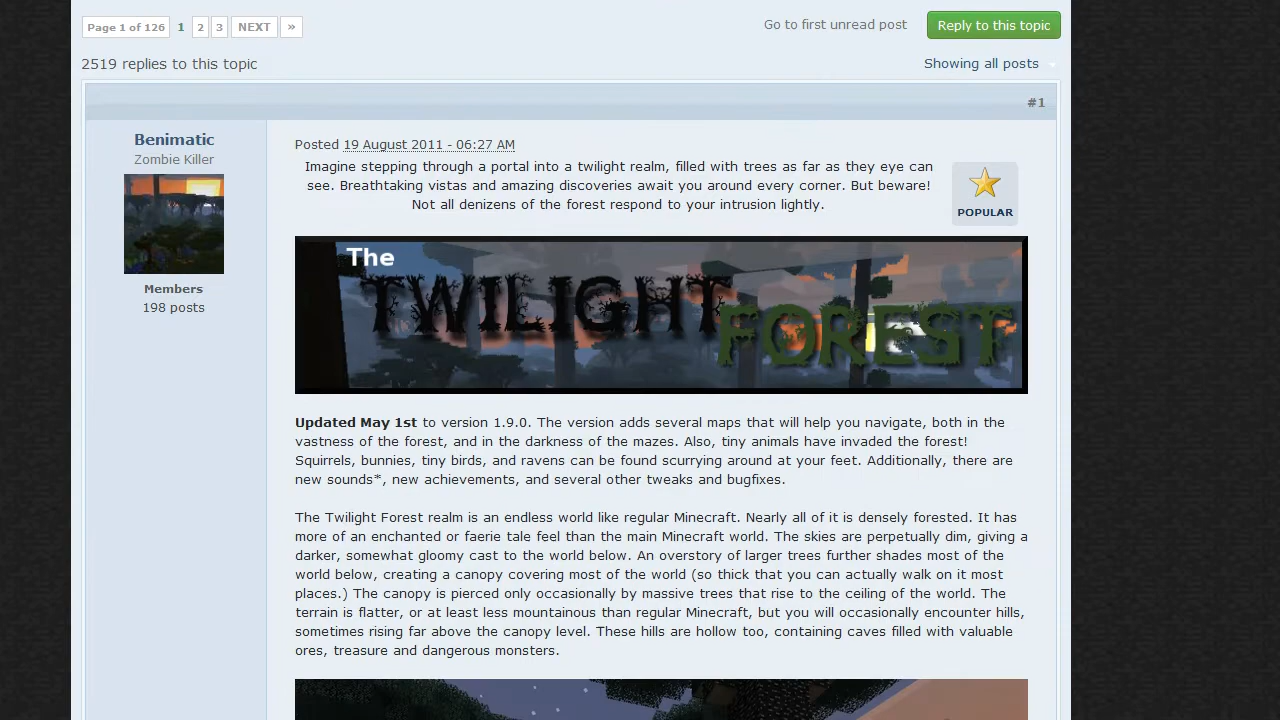 Page 1 of 126 1 2 3 NEXT »
Go to first unread post Reply to this topic
2519 replies to this topic
Showing all posts
#1
Benimatic
Zombie Killer
Members
198 posts
Posted 19 August 2011 - 06:27 AM
Imagine stepping through a portal into a twilight realm, filled with trees as far as they eye can
see. Breathtaking vistas and amazing discoveries await you around every corner. But beware!
Not all denizens of the forest respond to your intrusion lightly.
POPULAR
The
TWILIGHT
FOREST
Updated May 1st to version 1.9.0. The version adds several maps that will help you navigate, both in the
vastness of the forest, and in the darkness of the mazes. Also, tiny animals have invaded the forest!
Squirrels, bunnies, tiny birds, and ravens can be found scurrying around at your feet. Additionally, there are
new sounds*, new achievements, and several other tweaks and bugfixes.
The Twilight Forest realm is an endless world like regular Minecraft. Nearly all of it is densely forested. It has
more of an enchanted or faerie tale feel than the main Minecraft world. The skies are perpetually dim, giving a
darker, somewhat gloomy cast to the world below. An overstory of larger trees further shades most of the
world below, creating a canopy covering most of the world (so thick that you can actually walk on it most
places.) The canopy is pierced only occasionally by massive trees that rise to the ceiling of the world. The
terrain is flatter, or at least less mountainous than regular Minecraft, but you will occasionally encounter hills,
sometimes rising far above the canopy level. These hills are hollow too, containing caves filled with valuable
ores, treasure and dangerous monsters.